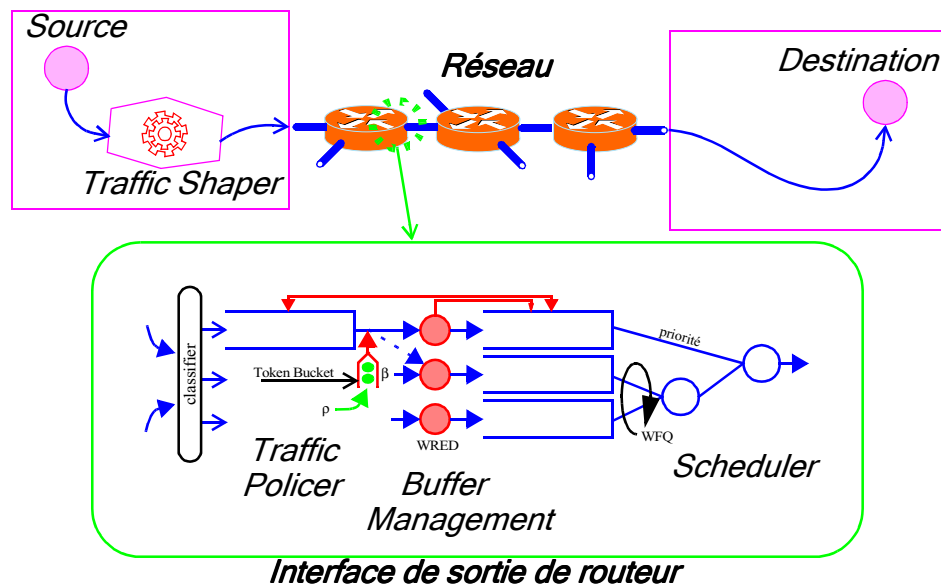 Source
Réseau
Destination
Traffic Shaper
classifier
priorité
Token Bucket
β
ρ
WRED
WFQ
Traffic
Policer
Buffer
Management
Scheduler
Interface de sortie de routeur